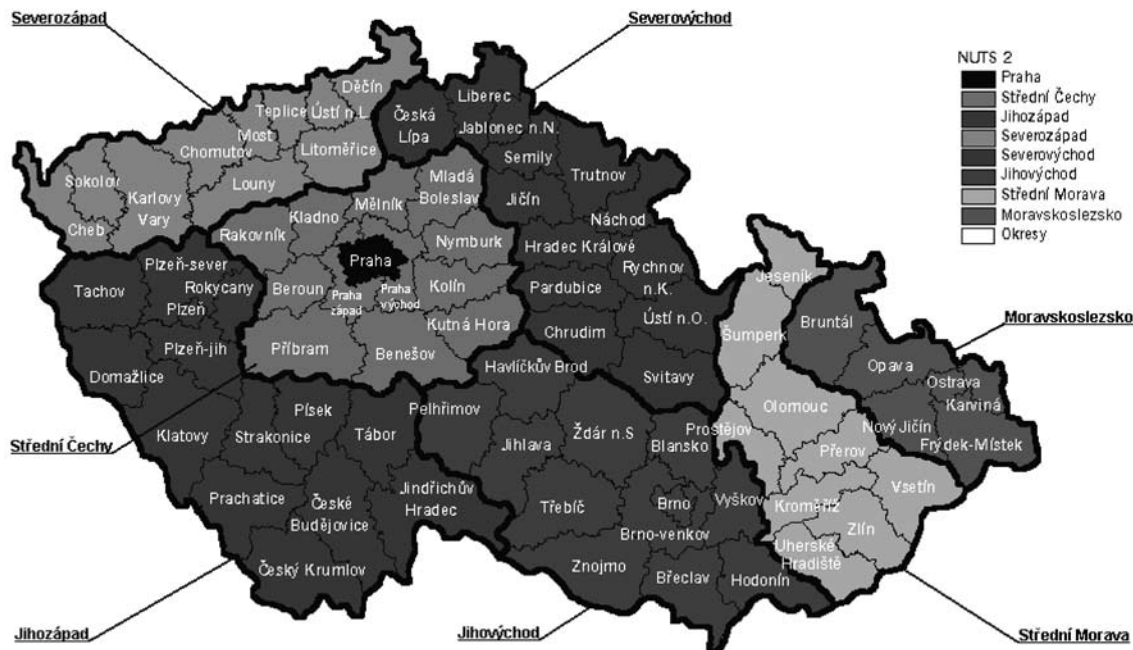 Severozápad
Severovýchod
NUTS 2
Praha
Střední Čechy
Jihozápad
Severozápad
Severovýchod
Jihovýchod
Střední Morava
Moravskoslezsko
Okresy
Děčín
Liberec
Teplice
Ústí n.L.
Česká
Lípa
Most
Jablonec n.N.
Chomutov
Litoměřice
Semily
Sokolov
Karlovy
Vary
Louny
Mladá
Boleslav
Trutnov
Cheb
Kladno
Mělník
Jičín
Náchod
Rakovník
Nymburk
Hradec Králové
Plzeň-sever
Praha
Rychnov
n.K.
Jeseník
Tachov
Rokycany
Beroun
Praha
západ
Praha
východ
Kolín
Pardubice
Plzeň
Kutná Hora
Chrudim
Ústí n.O.
Šumperk
Bruntál
Moravskoslezsko
Plzeň-jih
Příbram
Benešov
Havlíčkův Brod
Svitavy
Opava
Ostrava
Karviná
Domažlice
Písek
Pelhřimov
Olomouc
Nový Jičín
Frýdek-Místek
Střední Čechy
Klatovy
Strakonice
Tábor
Jihlava
Ždár n.S
Blansko
Prostějov
Přerov
Vsetín
Prachatice
České
Budějovice
Jindřichův
Hradec
Třebíč
Brno
Vyškov
Kroměříž
Zlín
Brno-venkov
Uherské
Hradiště
Český Krumlov
Znojmo
Břeclav
Hodonín
Jihozápad
Jihovýchod
Střední Morava